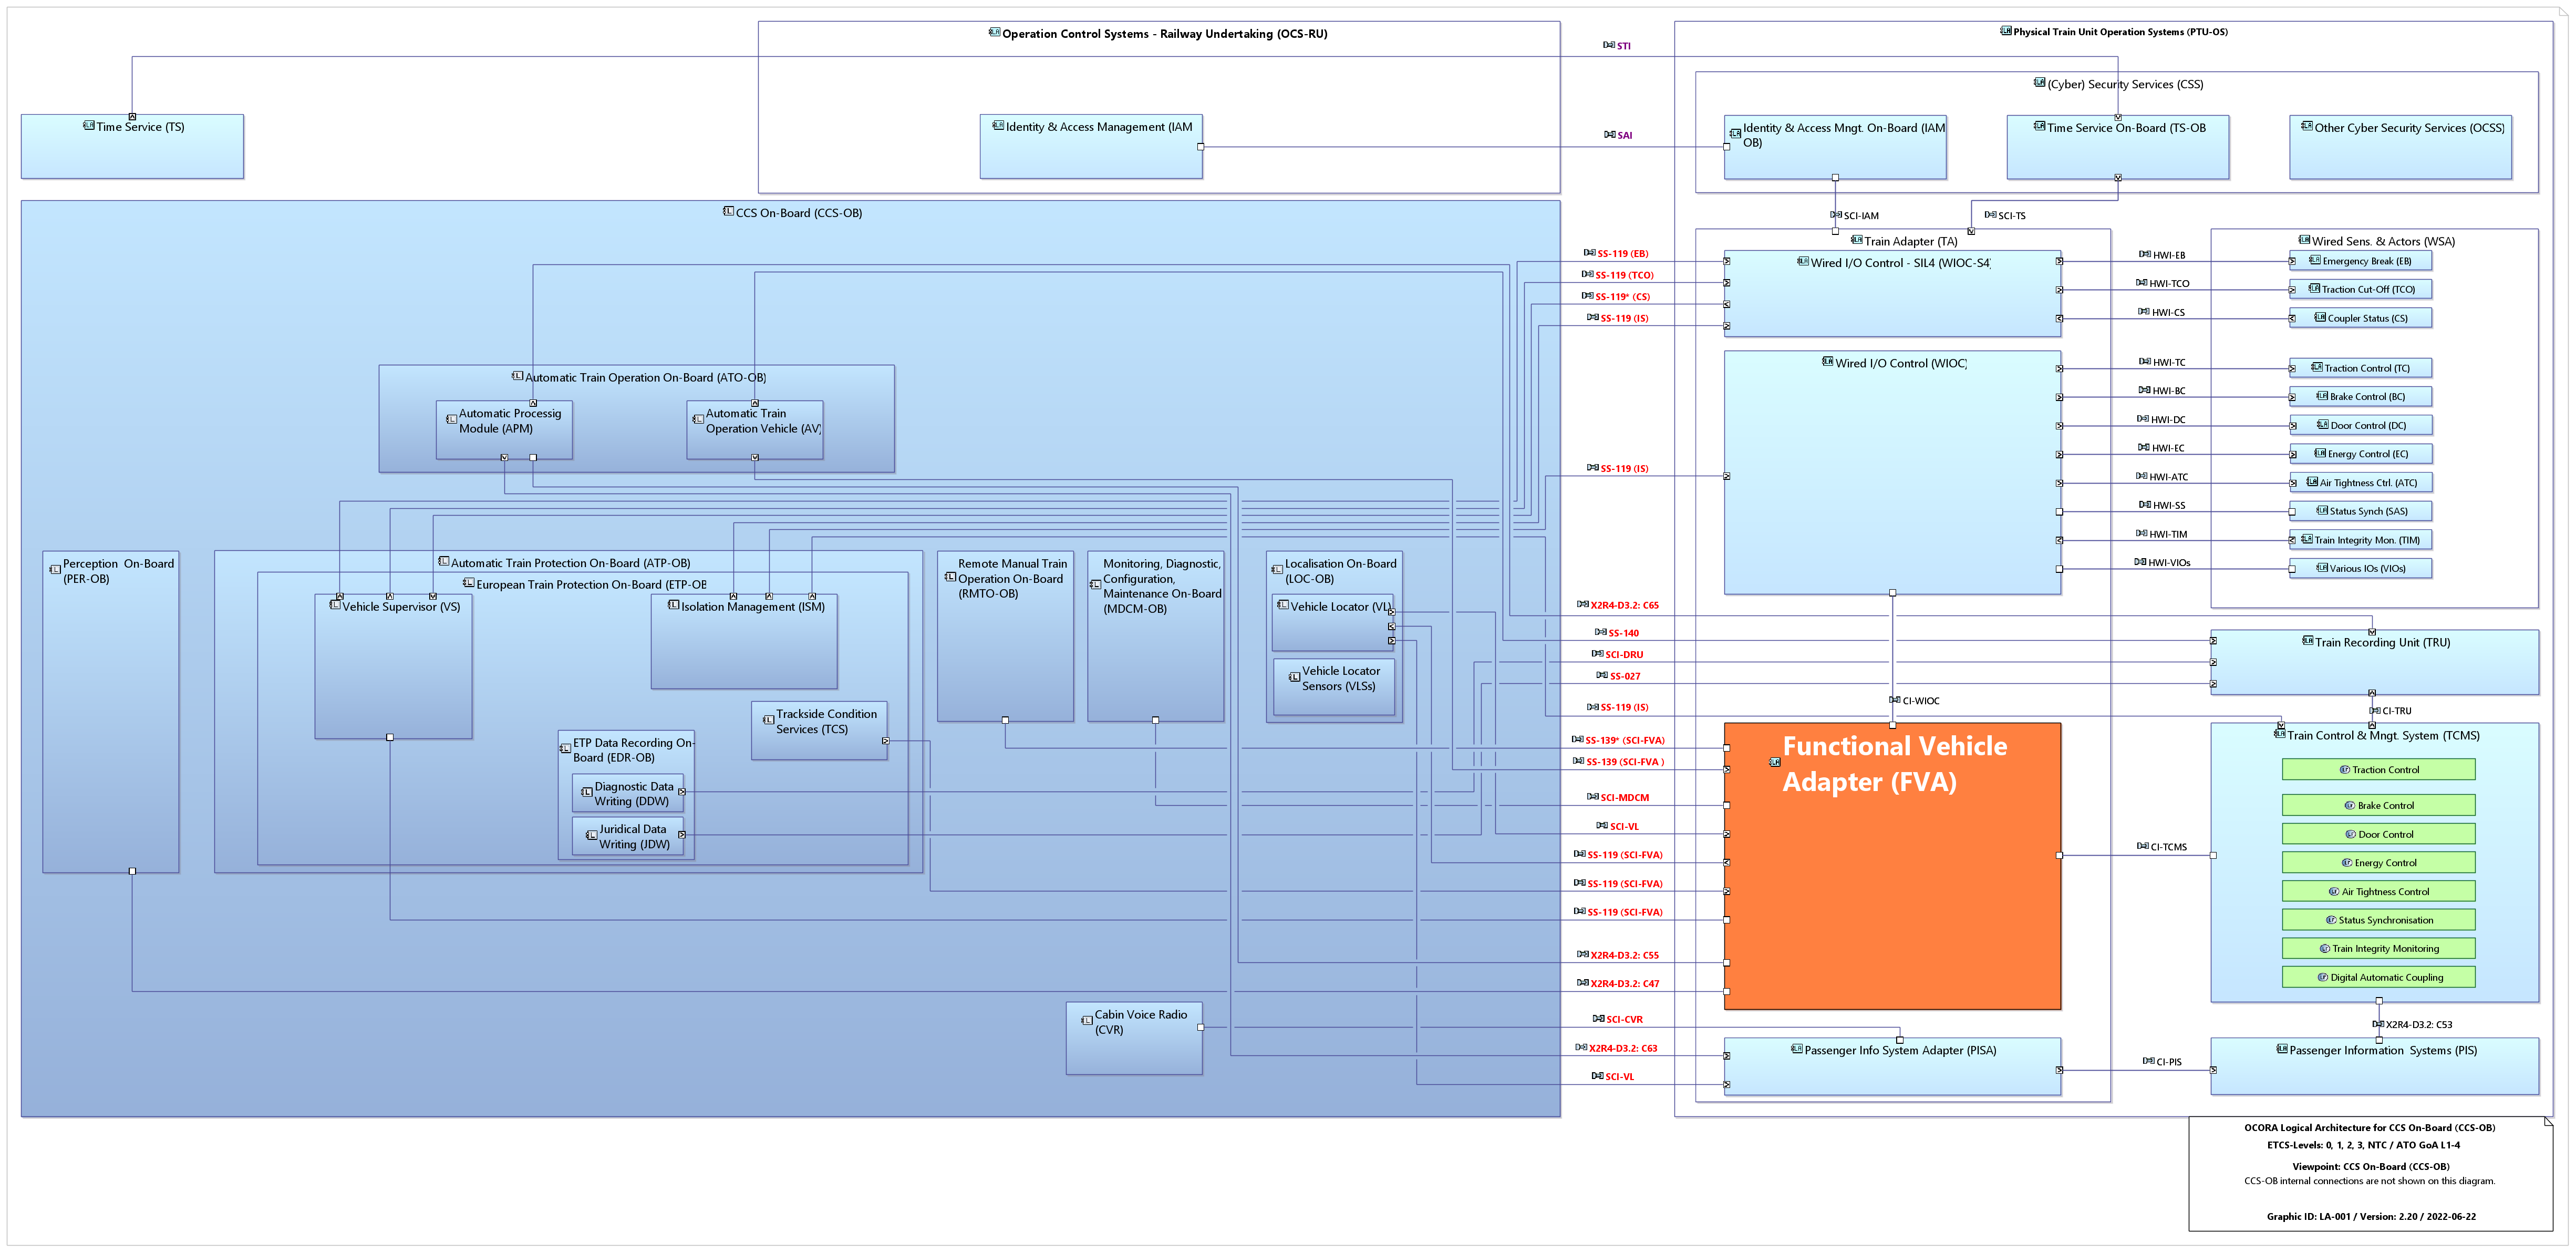 Operation Control Systems - Railway Undertaking (OCS-RU)
STI
Physical Train Unit Operation Systems (PTU-OS)
(Cyber) Security Services (CSS)
Time Service (TS)
Identity & Access Management (IAM
SAI
Identity & Access Mngt. On-Board (IAM
OB)
Time Service On-Board (TS-OB
Other Cyber Security Services (OCSS)
CCS On-Board (CCS-OB)
SCI-IAM
SCI-TS
Train Adapter (TA)
Wired Sens. & Actors (WSA)
SS-119 (EB)
SS-119 (TCO)
SS-119* (CS)
SS-119 (IS)
Wired I/O Control - SIL4 (WIOC-S4)
HWI-EB
HWI-TCO
HWI-CS
Emergency Break (EB)
Traction Cut-Off (TCO)
Coupler Status (CS)
Wired I/O Control (WIOC)
HWI-TC
HWI-BC
HWI-DC
HWI-EC
HWI-ATC
HWI-SS
HWI-TIM
HWI-VIOs
Traction Control (TC)
Brake Control (BC)
Door Control (DC)
Energy Control (EC)
Air Tightness Ctrl. (ATC)
Status Synch (SAS)
Train Integrity Mon. (TIM)
Various IOs (VIOs)
Automatic Train Operation On-Board (ATO-OB)
Automatic Processig
Module (APM)
Automatic Train
Operation Vehicle (AV)
SS-119 (IS)
Perception  On-Board
(PER-OB)
Automatic Train Protection On-Board (ATP-OB)
European Train Protection On-Board (ETP-OB
Vehicle Supervisor (VS)
Isolation Management (ISM)
Trackside Condition
Services (TCS)
ETP Data Recording On-
Board (EDR-OB)
Diagnostic Data
Writing (DDW)
Juridical Data
Writing (JDW)
Remote Manual Train
Operation On-Board
(RMTO-OB)
Monitoring, Diagnostic,
Configuration,
Maintenance On-Board
(MDCM-OB)
Localisation On-Board
(LOC-OB)
Vehicle Locator (VL)
Vehicle Locator
Sensors (VLSs)
X2R4-D3.2: C65
SS-140
SCI-DRU
SS-027
SS-119 (IS)
SS-139* (SCI-FVA)
SS-139 (SCI-FVA )
SCI-MDCM
SCI-VL
SS-119 (SCI-FVA)
SS-119 (SCI-FVA)
SS-119 (SCI-FVA)
X2R4-D3.2: C55
X2R4-D3.2: C47
SCI-CVR
X2R4-D3.2: C63
SCI-VL
Train Recording Unit (TRU)
CI-WIOC
CI-TRU
Functional Vehicle
Adapter (FVA)
CI-TCMS
Train Control & Mngt. System (TCMS)
Traction Control
Brake Control
Door Control
Energy Control
Air Tightness Control
Status Synchronisation
Train Integrity Monitoring
Digital Automatic Coupling
Cabin Voice Radio
(CVR)
X2R4-D3.2: C53
Passenger Info System Adapter (PISA)
CI-PIS
Passenger Information  Systems (PIS)
OCORA Logical Architecture for CCS On-Board (CCS-OB)
ETCS-Levels: 0, 1, 2, 3, NTC / ATO GoA L1-4
Viewpoint: CCS On-Board (CCS-OB)
CCS-OB internal connections are not shown on this diagram.
Graphic ID: LA-001 / Version: 2.20 / 2022-06-22